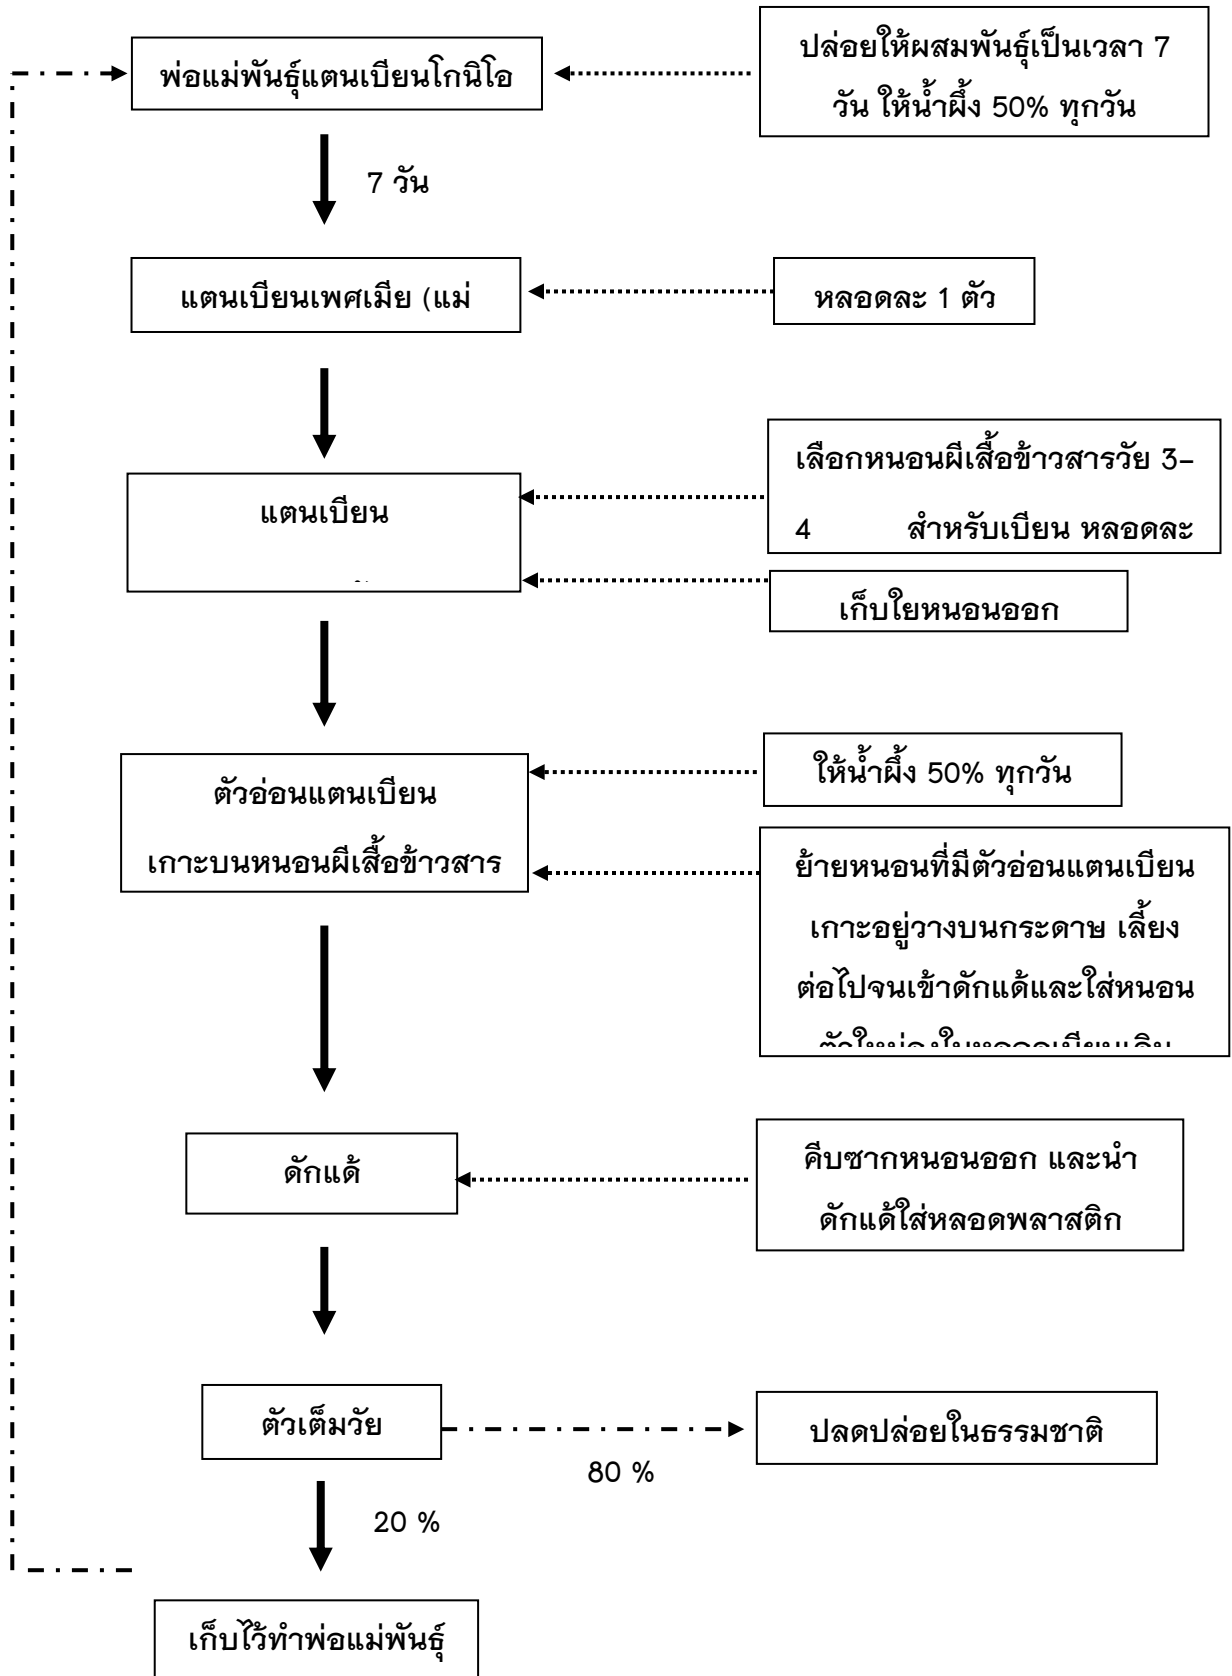 พ่อแม่พันธุ์แตนเบียนโกนิโอ
ปล่อยให้ผสมพันธุ์เป็นเวลา 7
วัน ให้น้ำผึ้ง 50% ทุกวัน
7 วัน
แตนเบียนเพศเมีย (แม่
หลอดละ 1 ตัว
แตนเบียน
เลือกหนอนผีเสื้อข้าวสารวัย 3-
4 สำหรับเบียน หลอดละ
เก็บใยหนอนออก
ตัวอ่อนแตนเบียน
เกาะบนหนอนผีเสื้อข้าวสาร
ให้น้ำผึ้ง 50% ทุกวัน
ย้ายหนอนที่มีตัวอ่อนแตนเบียน
เกาะอยู่วางบนกระดาษ เลี้ยง
ต่อไปจนเข้าดักแด้และใส่หนอน
ดักแด้
คีบซากหนอนออก และนำ
ดักแด้ใส่หลอดพลาสติก
ตัวเต็มวัย
ปลดปล่อยในธรรมชาติ
80 %
20 %
เก็บไว้ทำพ่อแม่พันธุ์